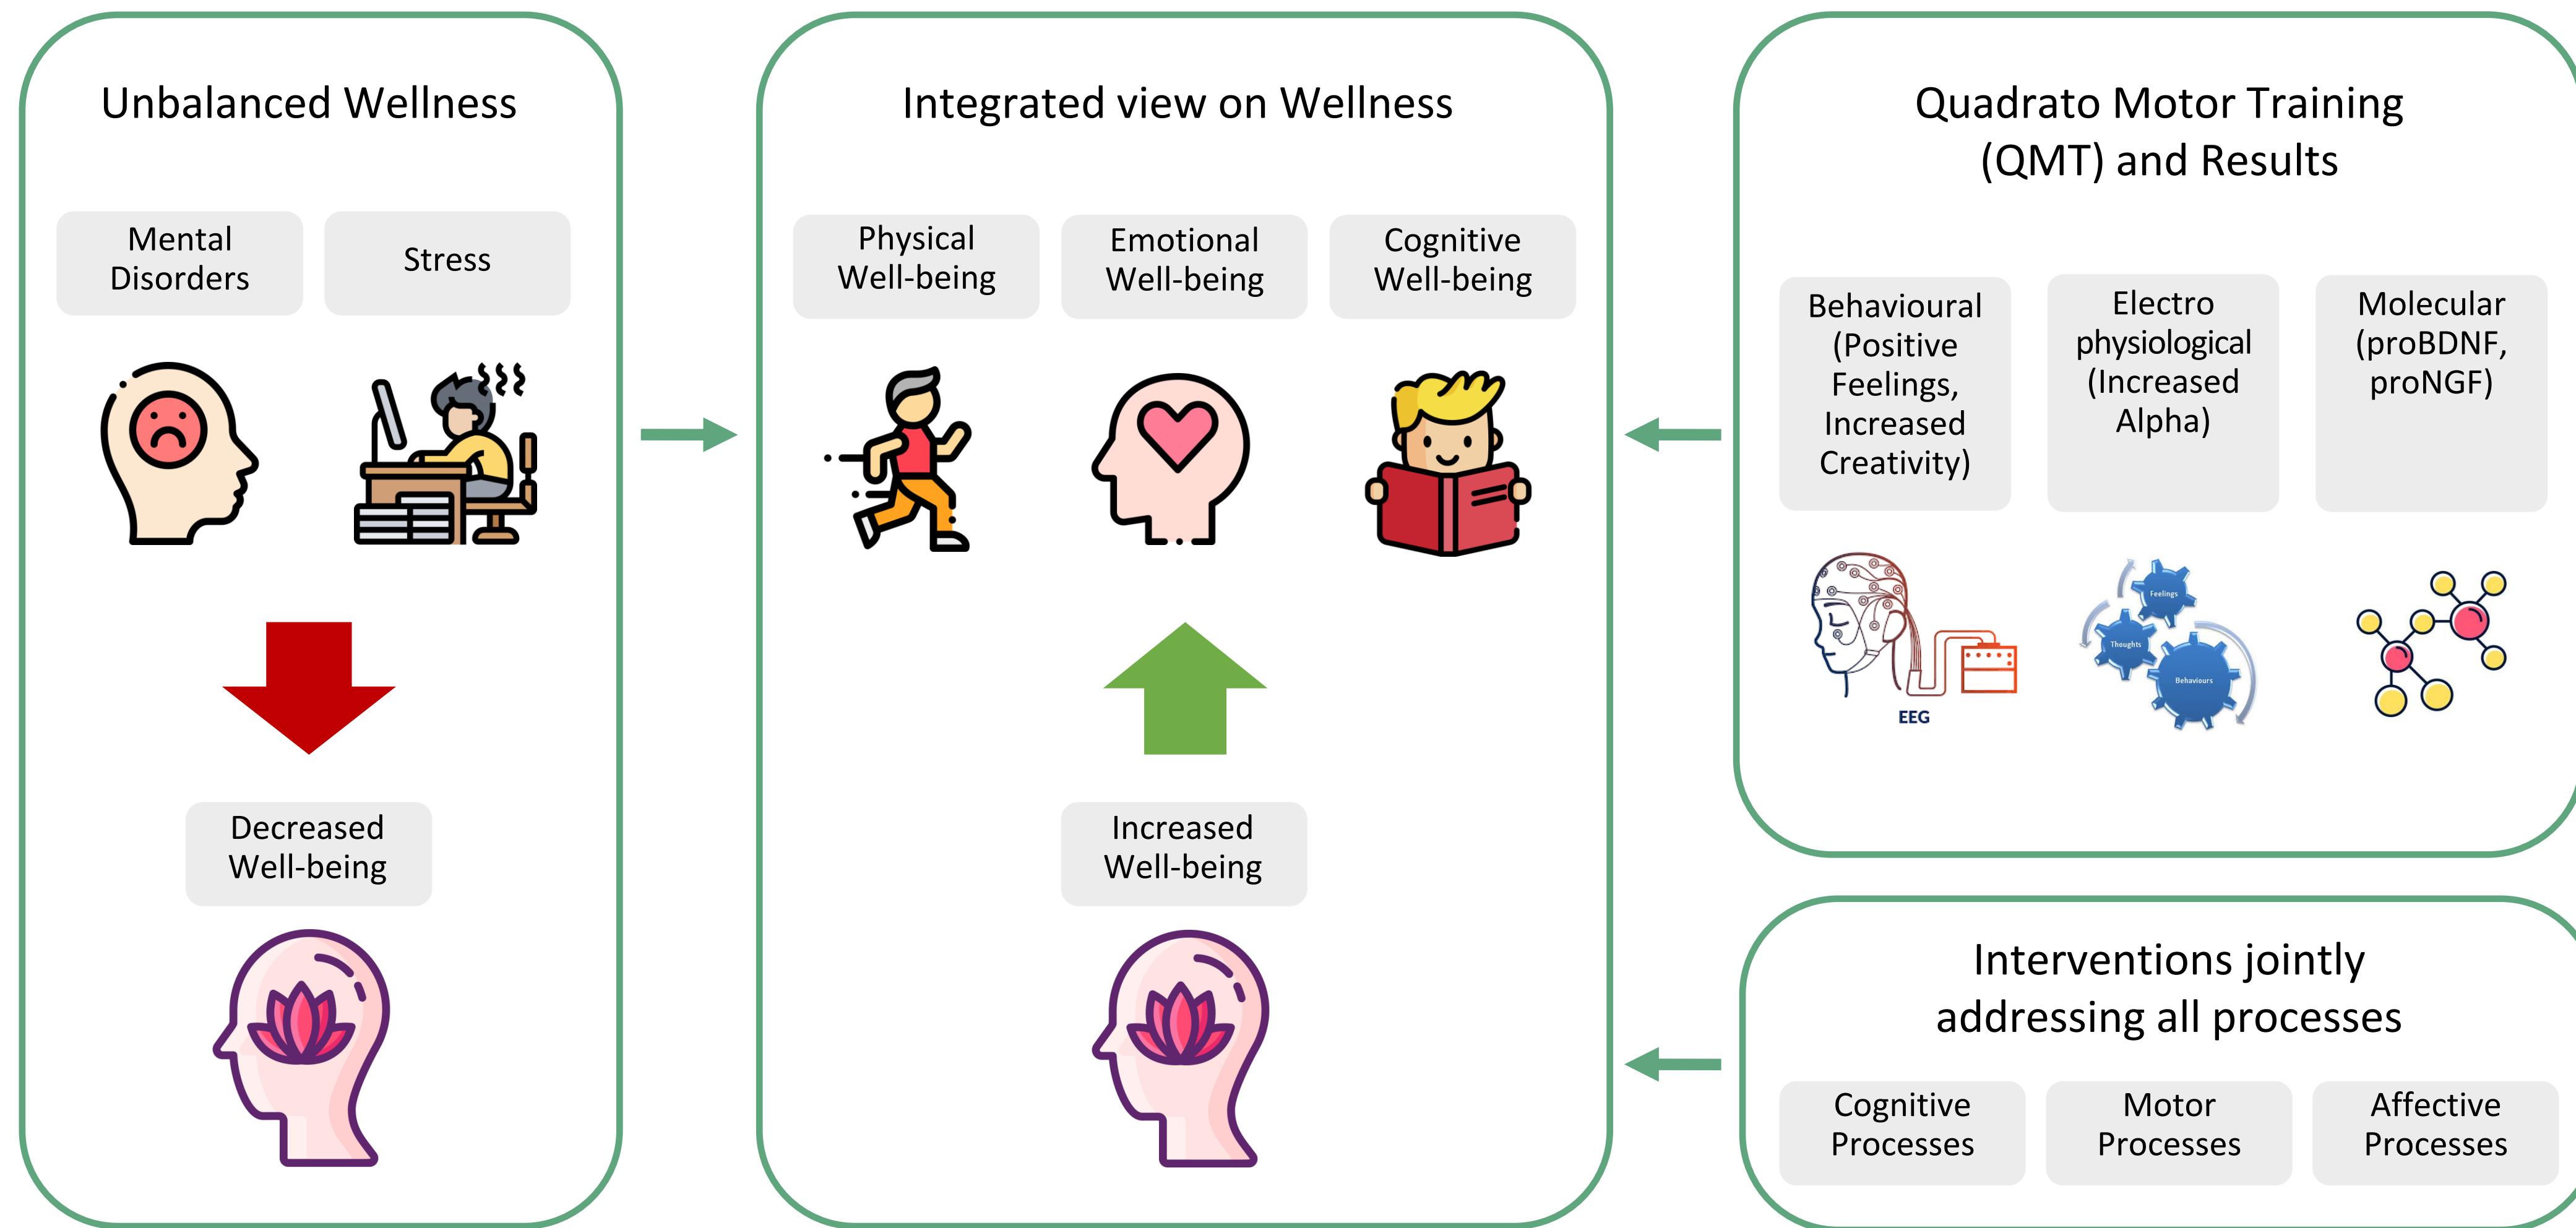 Unbalanced Wellness
Mental
Disorders
Stress
Decreased
Well-being
Integrated view on Wellness
Physical
Well-being
Emotional
Well-being
Cognitive
Well-being
Increased
Well-being
Quadrato Motor Training
(QMT) and Results
Behavioural
(Positive
Feelings,
Increased
Creativity)
Electro
physiological
(Increased
Alpha)
Molecular
(proBDNF,
proNGF)
EEG
Feelings
Thoughts
Behaviours
Interventions jointly
addressing all processes
Cognitive
Processes
Motor
Processes
Affective
Processes